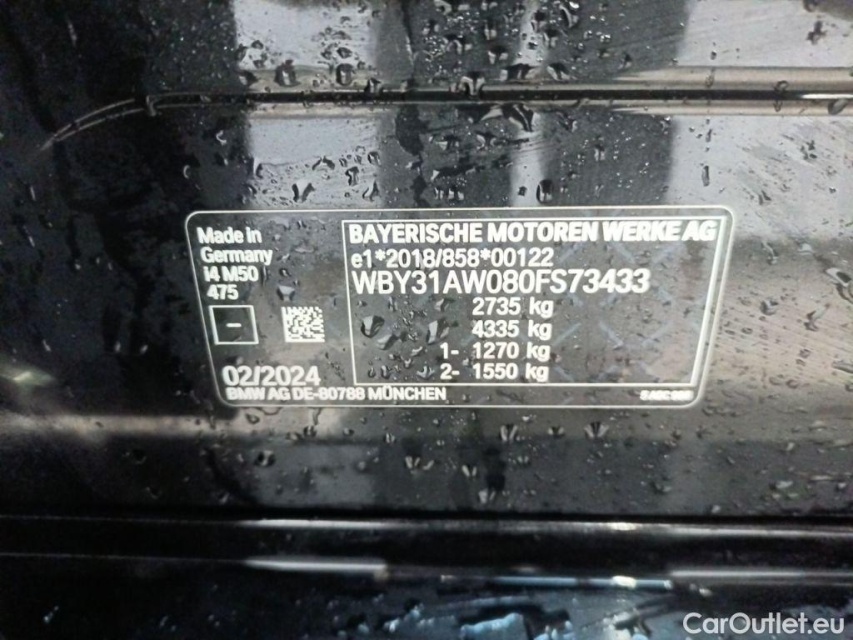 Made in
Germany
i4 M50
475
-
02/2024
BAYERISCHE MOTOREN WERKE AG
e1*2018/858*00122
WBY31AW080FS73433
2735 kg
4335 kg
1- 1270 kg
2- 1550 kg
BMW AG DE-80788 MÜNCHEN
CarOutlet.eu